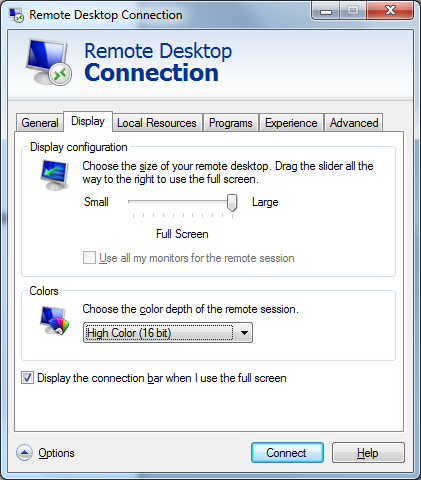 Remote Desktop Connection
Remote Desktop
Connection
General Display Local Resources Programs Experience Advanced
Display configuration
Choose the size of your remote desktop. Drag the slider all the
way to the right to use the full screen.
Small Large
Full Screen
Use all my monitors for the remote session
Colors
Choose the color depth of the remote session.
High Color (16 bit)
Display the connection bar when I use the full screen
Options Connect Help